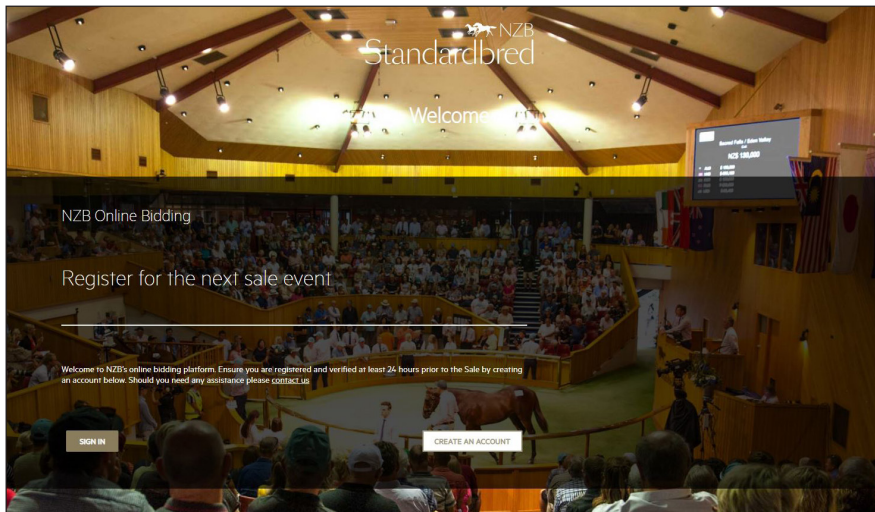 NZB
Standardbred
Welcome
NZ$ 150,000
NZB Online Bidding
Register for the next sale event
Welcome to NZB's online bidding platform. Ensure you are registered and verified at least 24 hours prior to the Sale by creating
an account below. Should you need any assistance please contact us
SIGN IN
CREATE AN ACCOUNT